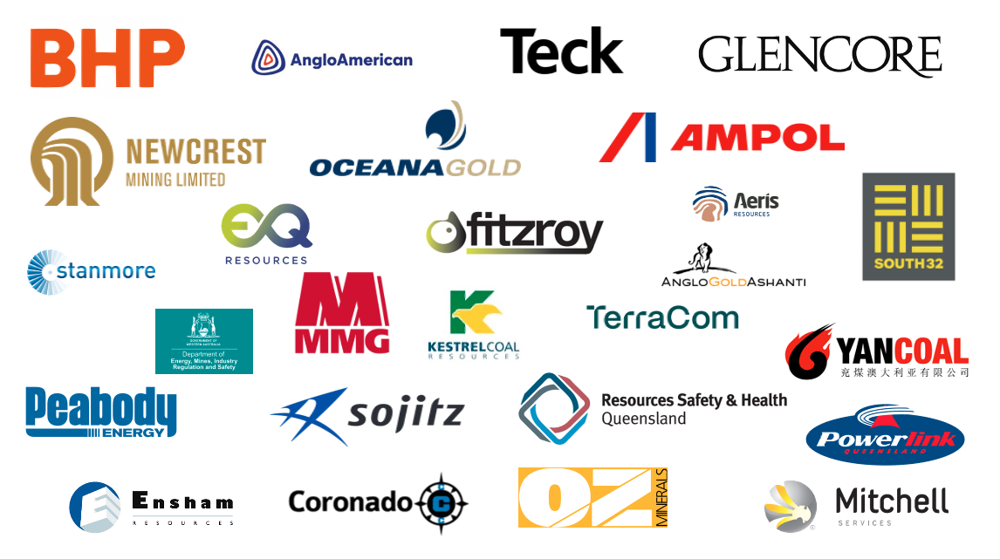 BHP
AngloAmerican
Teck
GLENCORE
NEWCREST
MINING LIMITED
OCEANAGOLD
AMPOL
Aeris
RESOURCES
SOUTH32
EQ
RESOURCES
fitzroy
stanmore
ANGLOGOLDASHANTI
MMG
KESTRELCOAL
RESOURCES
TerraCom
GOVERNMENT OF
WESTERN AUSTRALIA
Department of
Energy, Mines, Industry
Regulation and Safety
YANCOAL
兖煤澳大利亚有限公司
Peabody
ENERGY
sojitz
Resources Safety & Health
Queensland
Powerlink
QUEENSLAND
Ensham
RESOURCES
Coronado
C
OZ
MINERALS
Mitchell
SERVICES
®